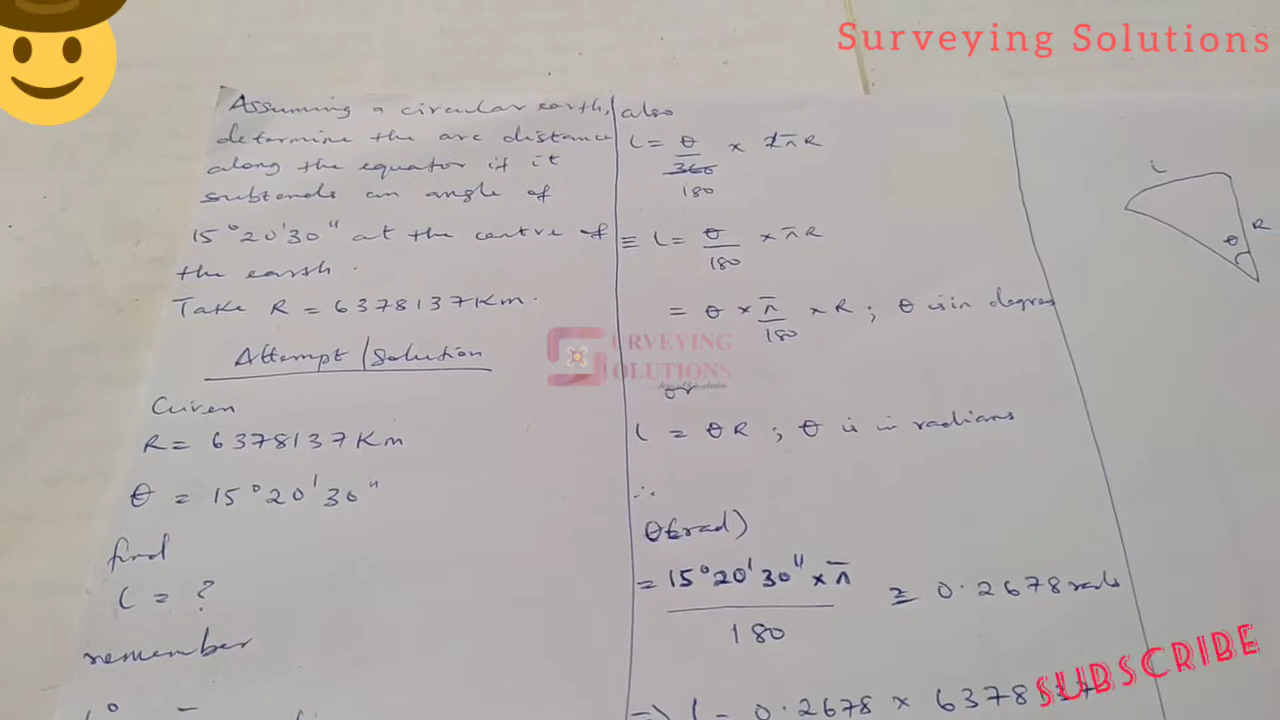 Surveying Solutions
Assuming a circular earth,
determine the arc distance
along the equator if it
subtends an angle of
15°20'30" at the centre of
the earth.
Take R = 6378137Km.
Attempt/Solution
Given
R = 6378137Km
θ = 15°20'30"
find
L = ?
remember
also
L = θ/360 × 2πR
180
≡ L = θ/180 × πR
= θ × π/180 × R ; θ is in degrees
or
L = θR ; θ is in radians
∴
θ(rad)
= 15°20'30" × π / 180 ≈ 0.2678 rads
=> L = 0.2678 × 6378137
L
R
θ
URVEYING
OLUTIONS
SUBSCRIBE